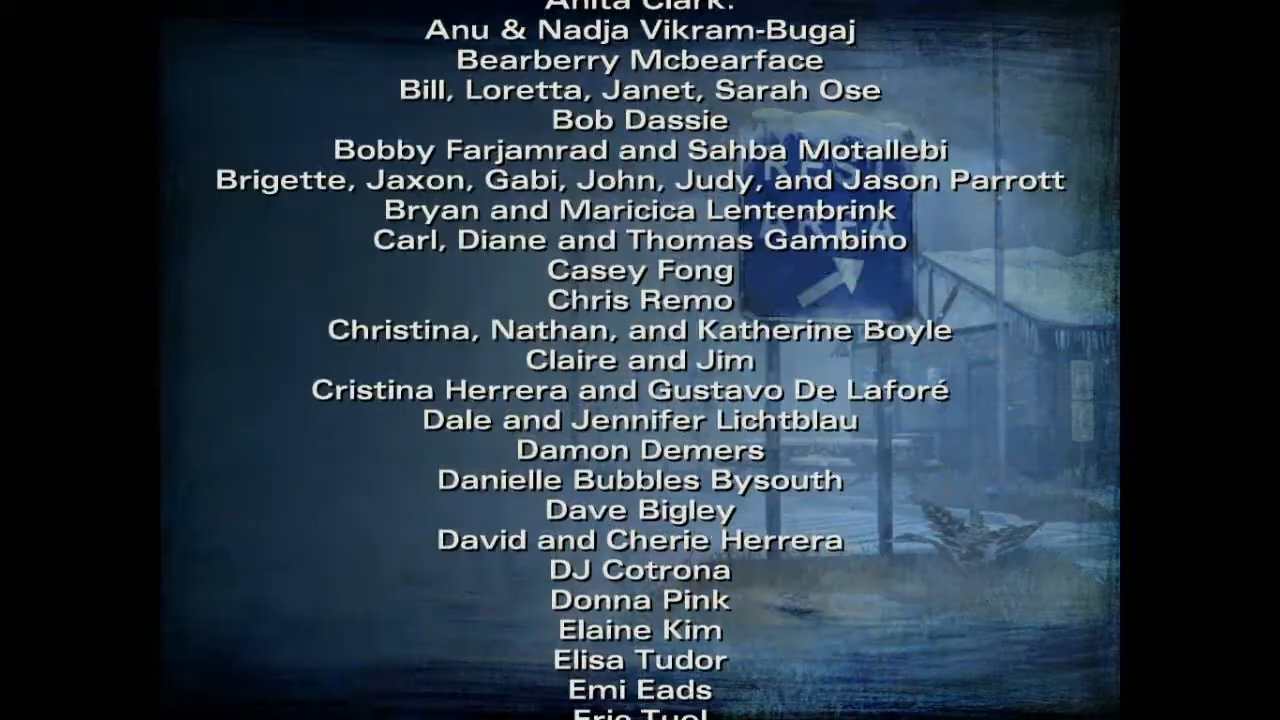 Anita Clark.
Anu & Nadja Vikram-Bugaj
Bearberry Mcbearface
Bill, Loretta, Janet, Sarah Ose
Bob Dassie
Bobby Farjamrad and Sahba Motallebi
Brigette, Jaxon, Gabi, John, Judy, and Jason Parrott
Bryan and Maricica Lentenbrink
Carl, Diane and Thomas Gambino
Casey Fong
Chris Remo
Christina, Nathan, and Katherine Boyle
Claire and Jim
Cristina Herrera and Gustavo De Laforé
Dale and Jennifer Lichtblau
Damon Demers
Danielle Bubbles Bysouth
Dave Bigley
David and Cherie Herrera
DJ Cotrona
Donna Pink
Elaine Kim
Elisa Tudor
Emi Eads
REST
AREA